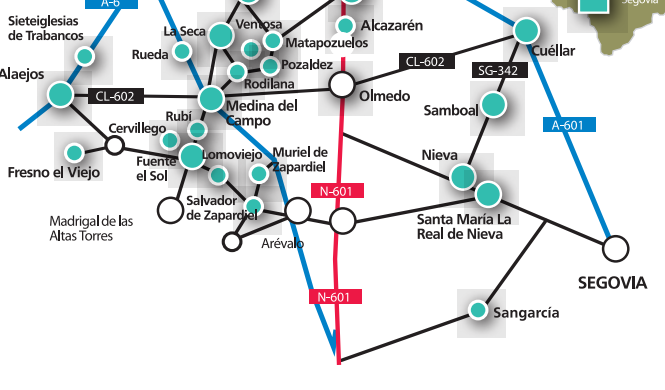 A-6
Segovia
Sieteiglesias
de Trabancos
La Seca
Ventosa
Alcazarén
Rueda
Matapozuelos
Cuéllar
Pozaldez
CL-602
SG-342
Alaejos
Rodilana
CL-602
Medina del
Campo
Olmedo
Rubí
Samboal
A-601
Cervillego
Fresno el Viejo
Fuente
el Sol
Lomoviejo
Muriel de
Zapardiel
Nieva
N-601
Madrigal de las
Altas Torres
Salvador
de Zapardiel
Arévalo
Santa María La
Real de Nieva
SEGOVIA
N-601
Sangarcía